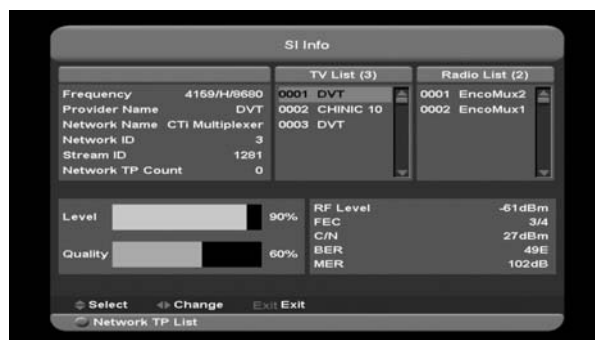 SI Info
TV List (3)
Radio List (2)
Frequency 4159/H/8680
Provider Name DVT
Network Name CTi Multiplexer
Network ID 3
Stream ID 1281
Network TP Count 0
0001 DVT
0002 CHINIC 10
0003 DVT
0001 EncoMux2
0002 EncoMux1
Level 90%
Quality 60%
RF Level -61dBm
FEC 3/4
C/N 27dBm
BER 49E
MER 102dB
Select Change Exit Exit
Network TP List